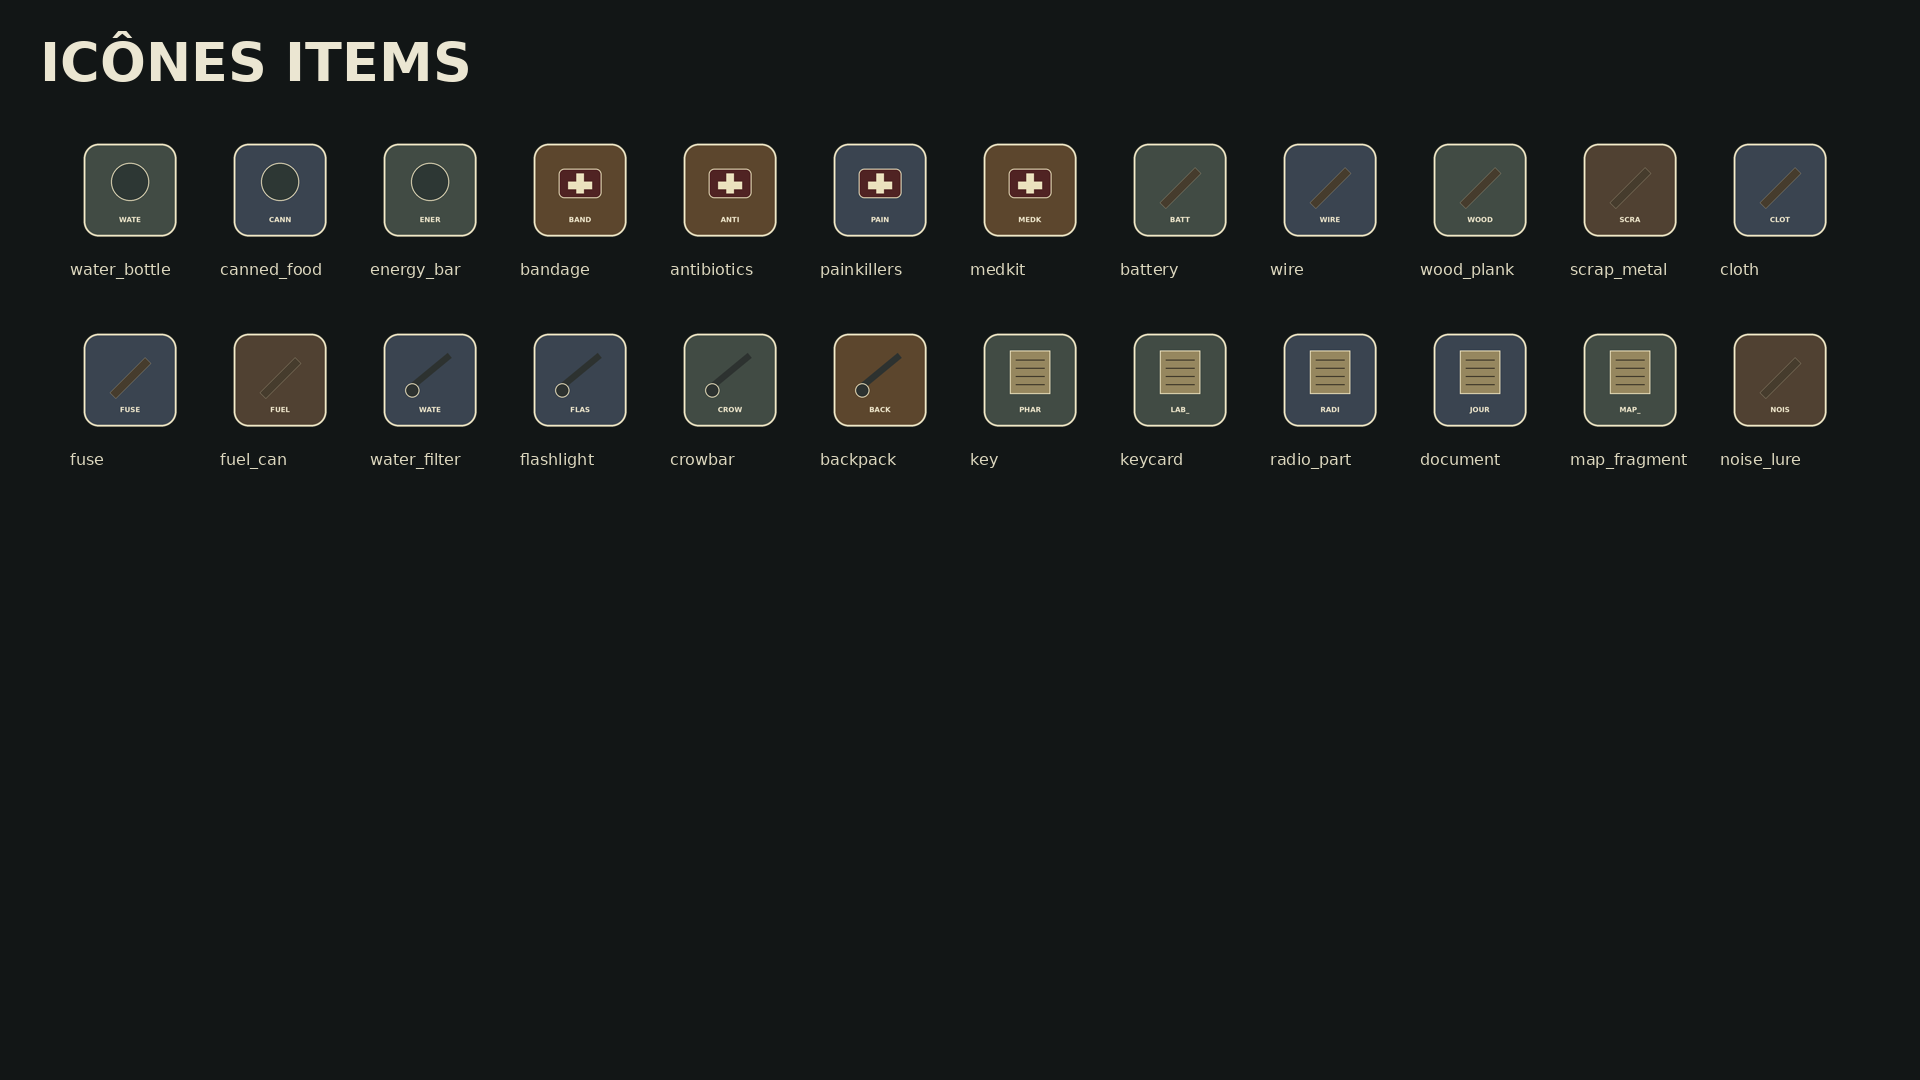 ICÔNES ITEMS
WATE CANN ENER BAND ANTI PAIN MEDK BATT WIRE WOOD SCRA CLOT
water_bottle canned_food energy_bar bandage antibiotics painkillers medkit battery wire wood_plank scrap_metal cloth
FUSE FUEL WATE FLAS CROW BACK PHAR LAB_ RADI JOUR MAP_ NOIS
fuse fuel_can water_filter flashlight crowbar backpack key keycard radio_part document map_fragment noise_lure